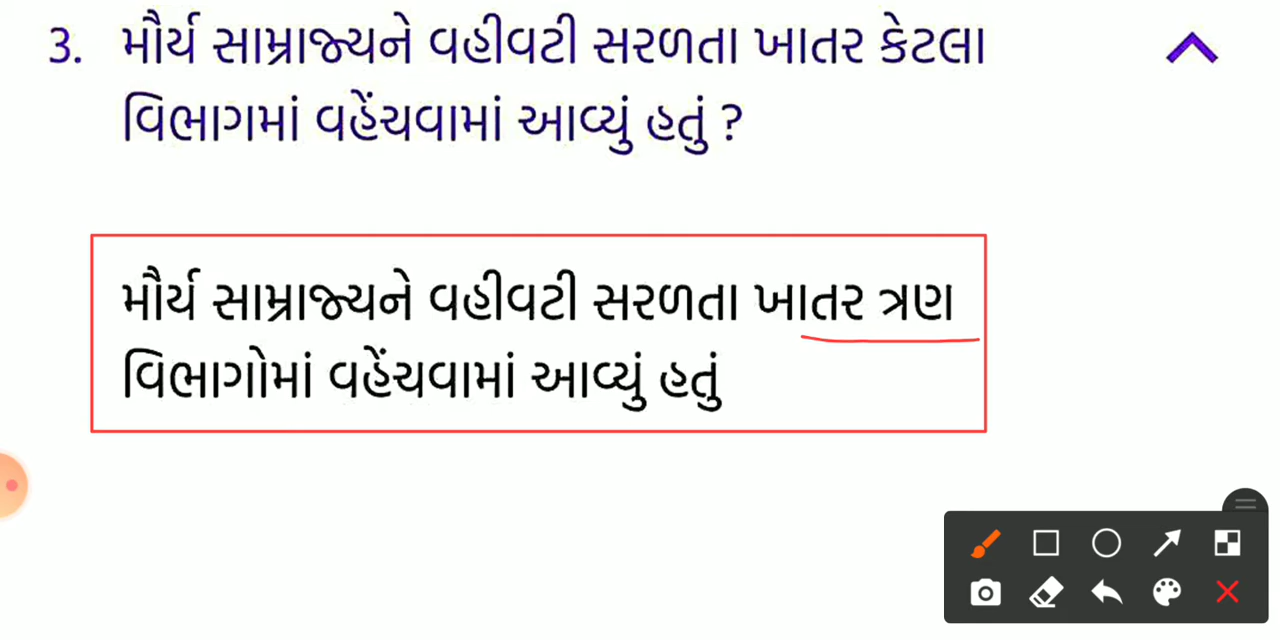 3. મૌર્ય સામ્રાજ્યને વહીવટી સરળતા ખાતર કેટલા
વિભાગમાં વહેંચવામાં આવ્યું હતું ?
મૌર્ય સામ્રાજ્યને વહીવટી સરળતા ખાતર ત્રણ
વિભાગોમાં વહેંચવામાં આવ્યું હતું